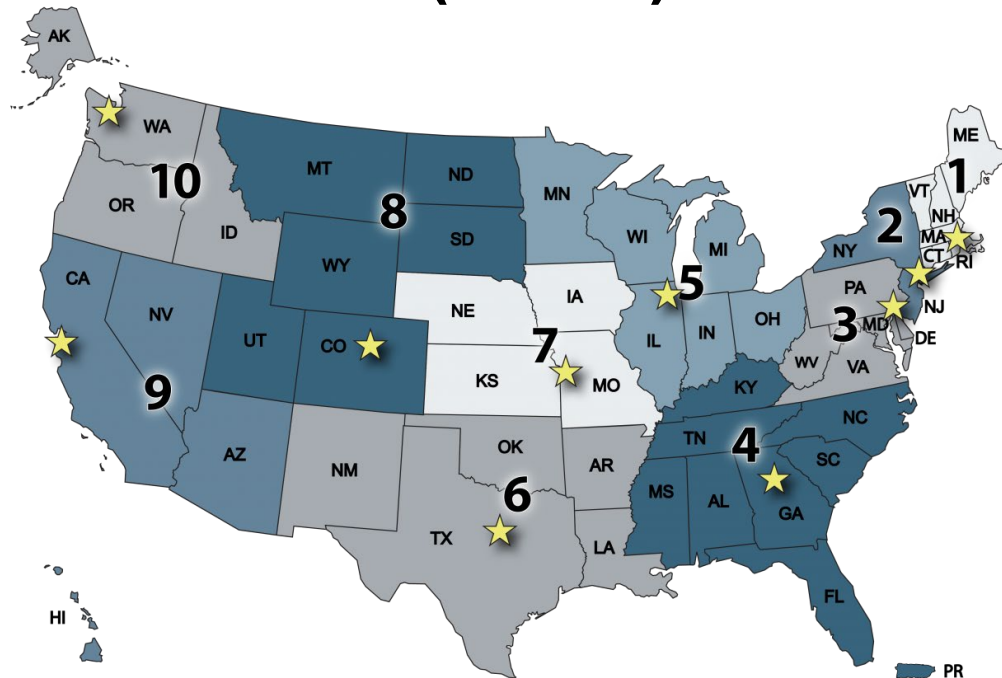 AK
WA
ME
MT
ND
10
VT
1
MN
OR
8
NH
2
ID
WI
MI
MA
SD
NY
CT
RI
WY
CA
5
PA
NE
IA
NV
NJ
3
MD
OH
IL
IN
DE
UT
CO
7
WV
VA
KS
MO
KY
9
NC
TN
4
OK
AZ
SC
NM
AR
6
MS
AL
GA
TX
LA
FL
HI
PR